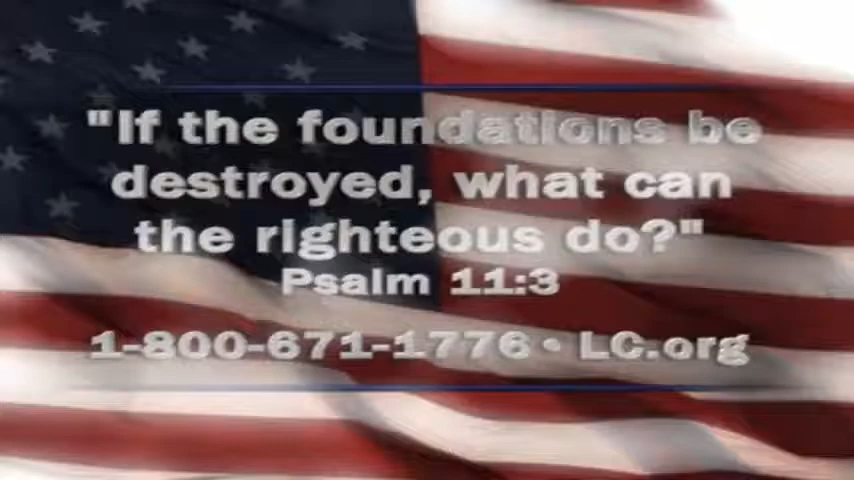 "If the foundations be
destroyed, what can
the righteous do?"
Psalm 11:3
1-800-671-1776 • LC.org